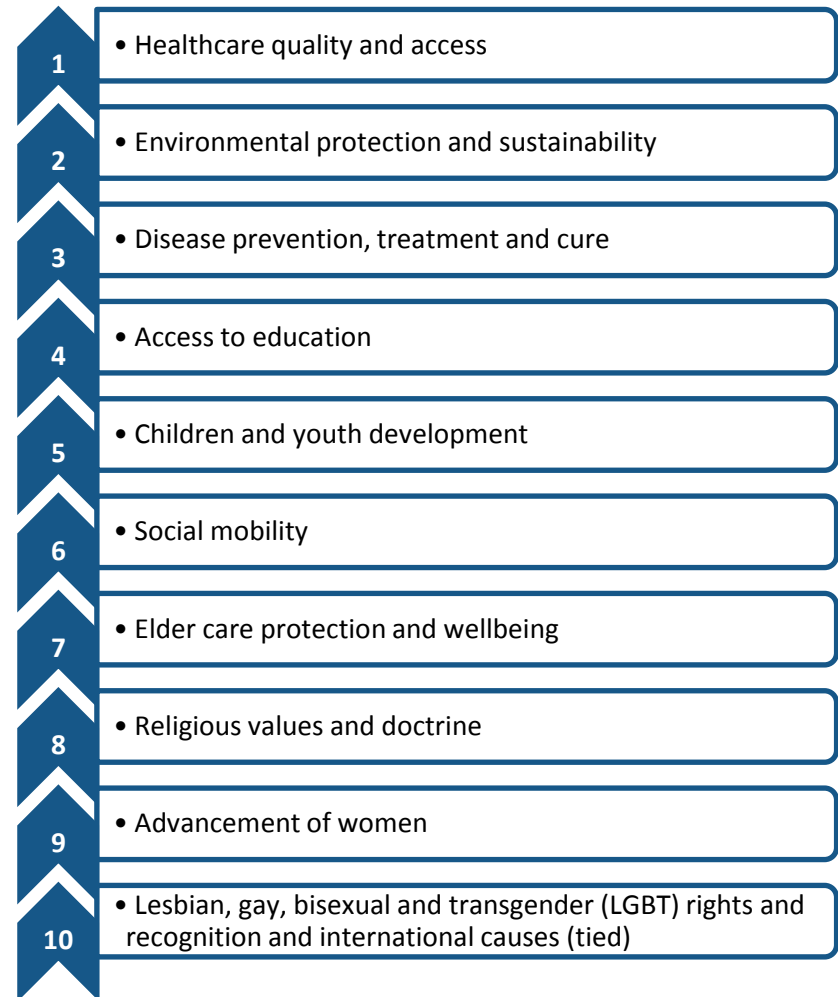 1
• Healthcare quality and access
2
• Environmental protection and sustainability
3
• Disease prevention, treatment and cure
4
• Access to education
5
• Children and youth development
6
• Social mobility
7
• Elder care protection and wellbeing
8
• Religious values and doctrine
9
• Advancement of women
10
• Lesbian, gay, bisexual and transgender (LGBT) rights and
recognition and international causes (tied)